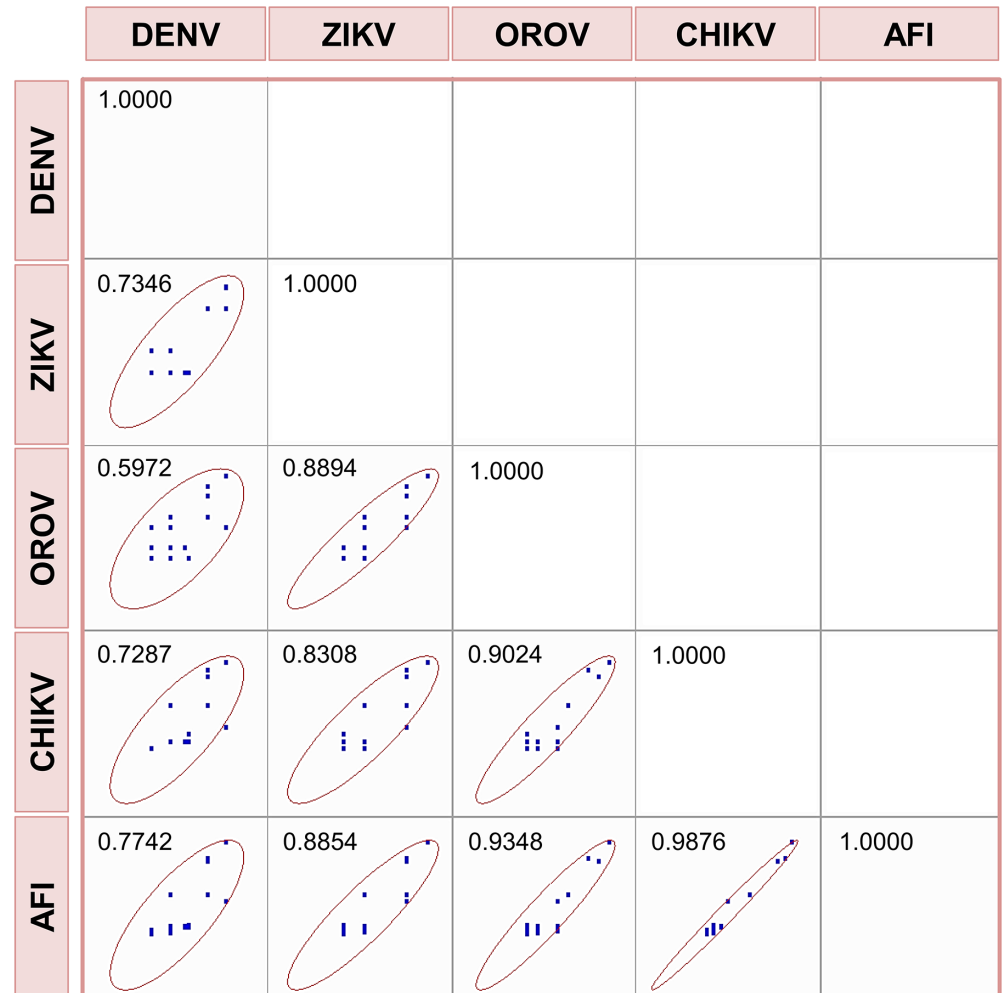 DENV ZIKV OROV CHIKV AFI
DENV 1.0000
ZIKV 0.7346 1.0000
OROV 0.5972 0.8894 1.0000
CHIKV 0.7287 0.8308 0.9024 1.0000
AFI 0.7742 0.8854 0.9348 0.9876 1.0000